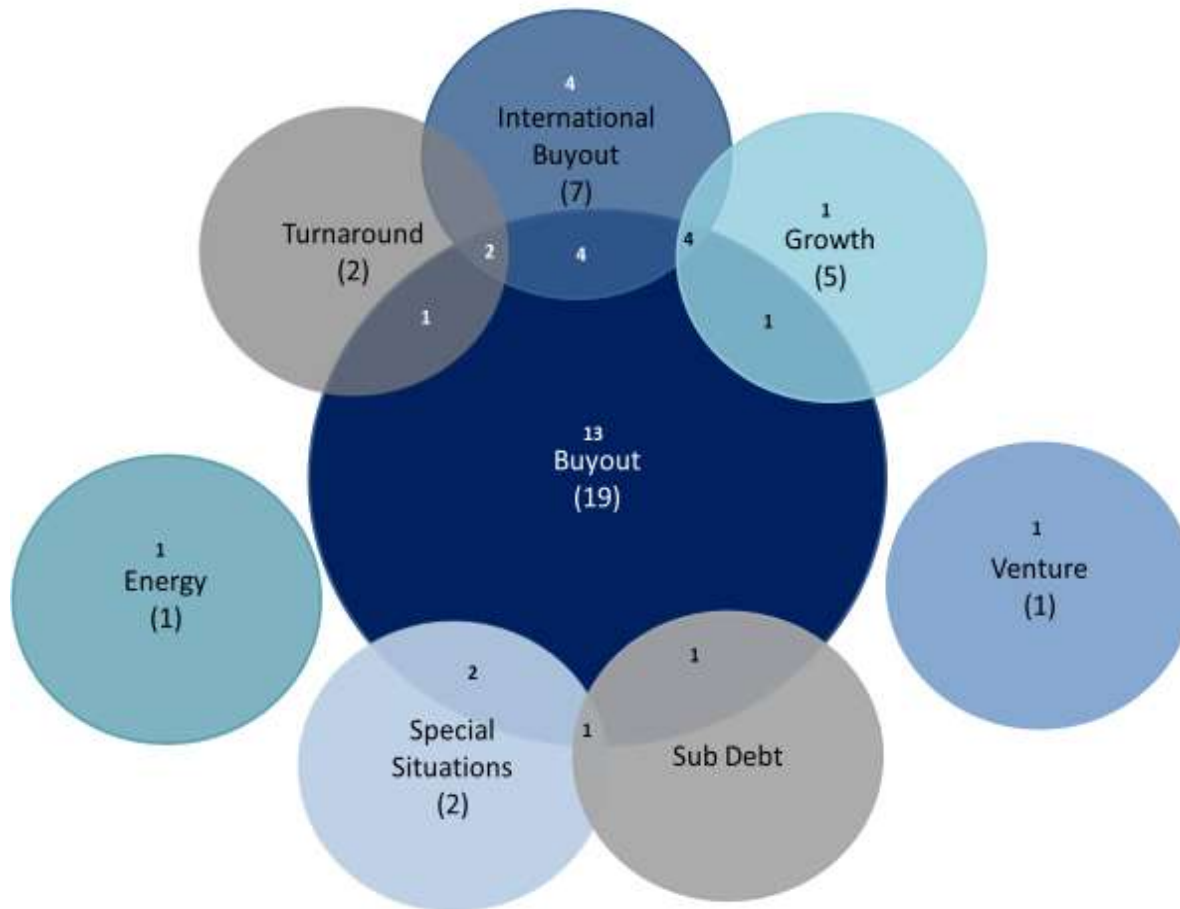 4
International
Buyout
(7)
Turnaround
(2)
1
Growth
(5)
2
4
4
1
1
13
Buyout
(19)
1
Energy
(1)
1
Venture
(1)
2
1
1
Special
Situations
(2)
Sub Debt